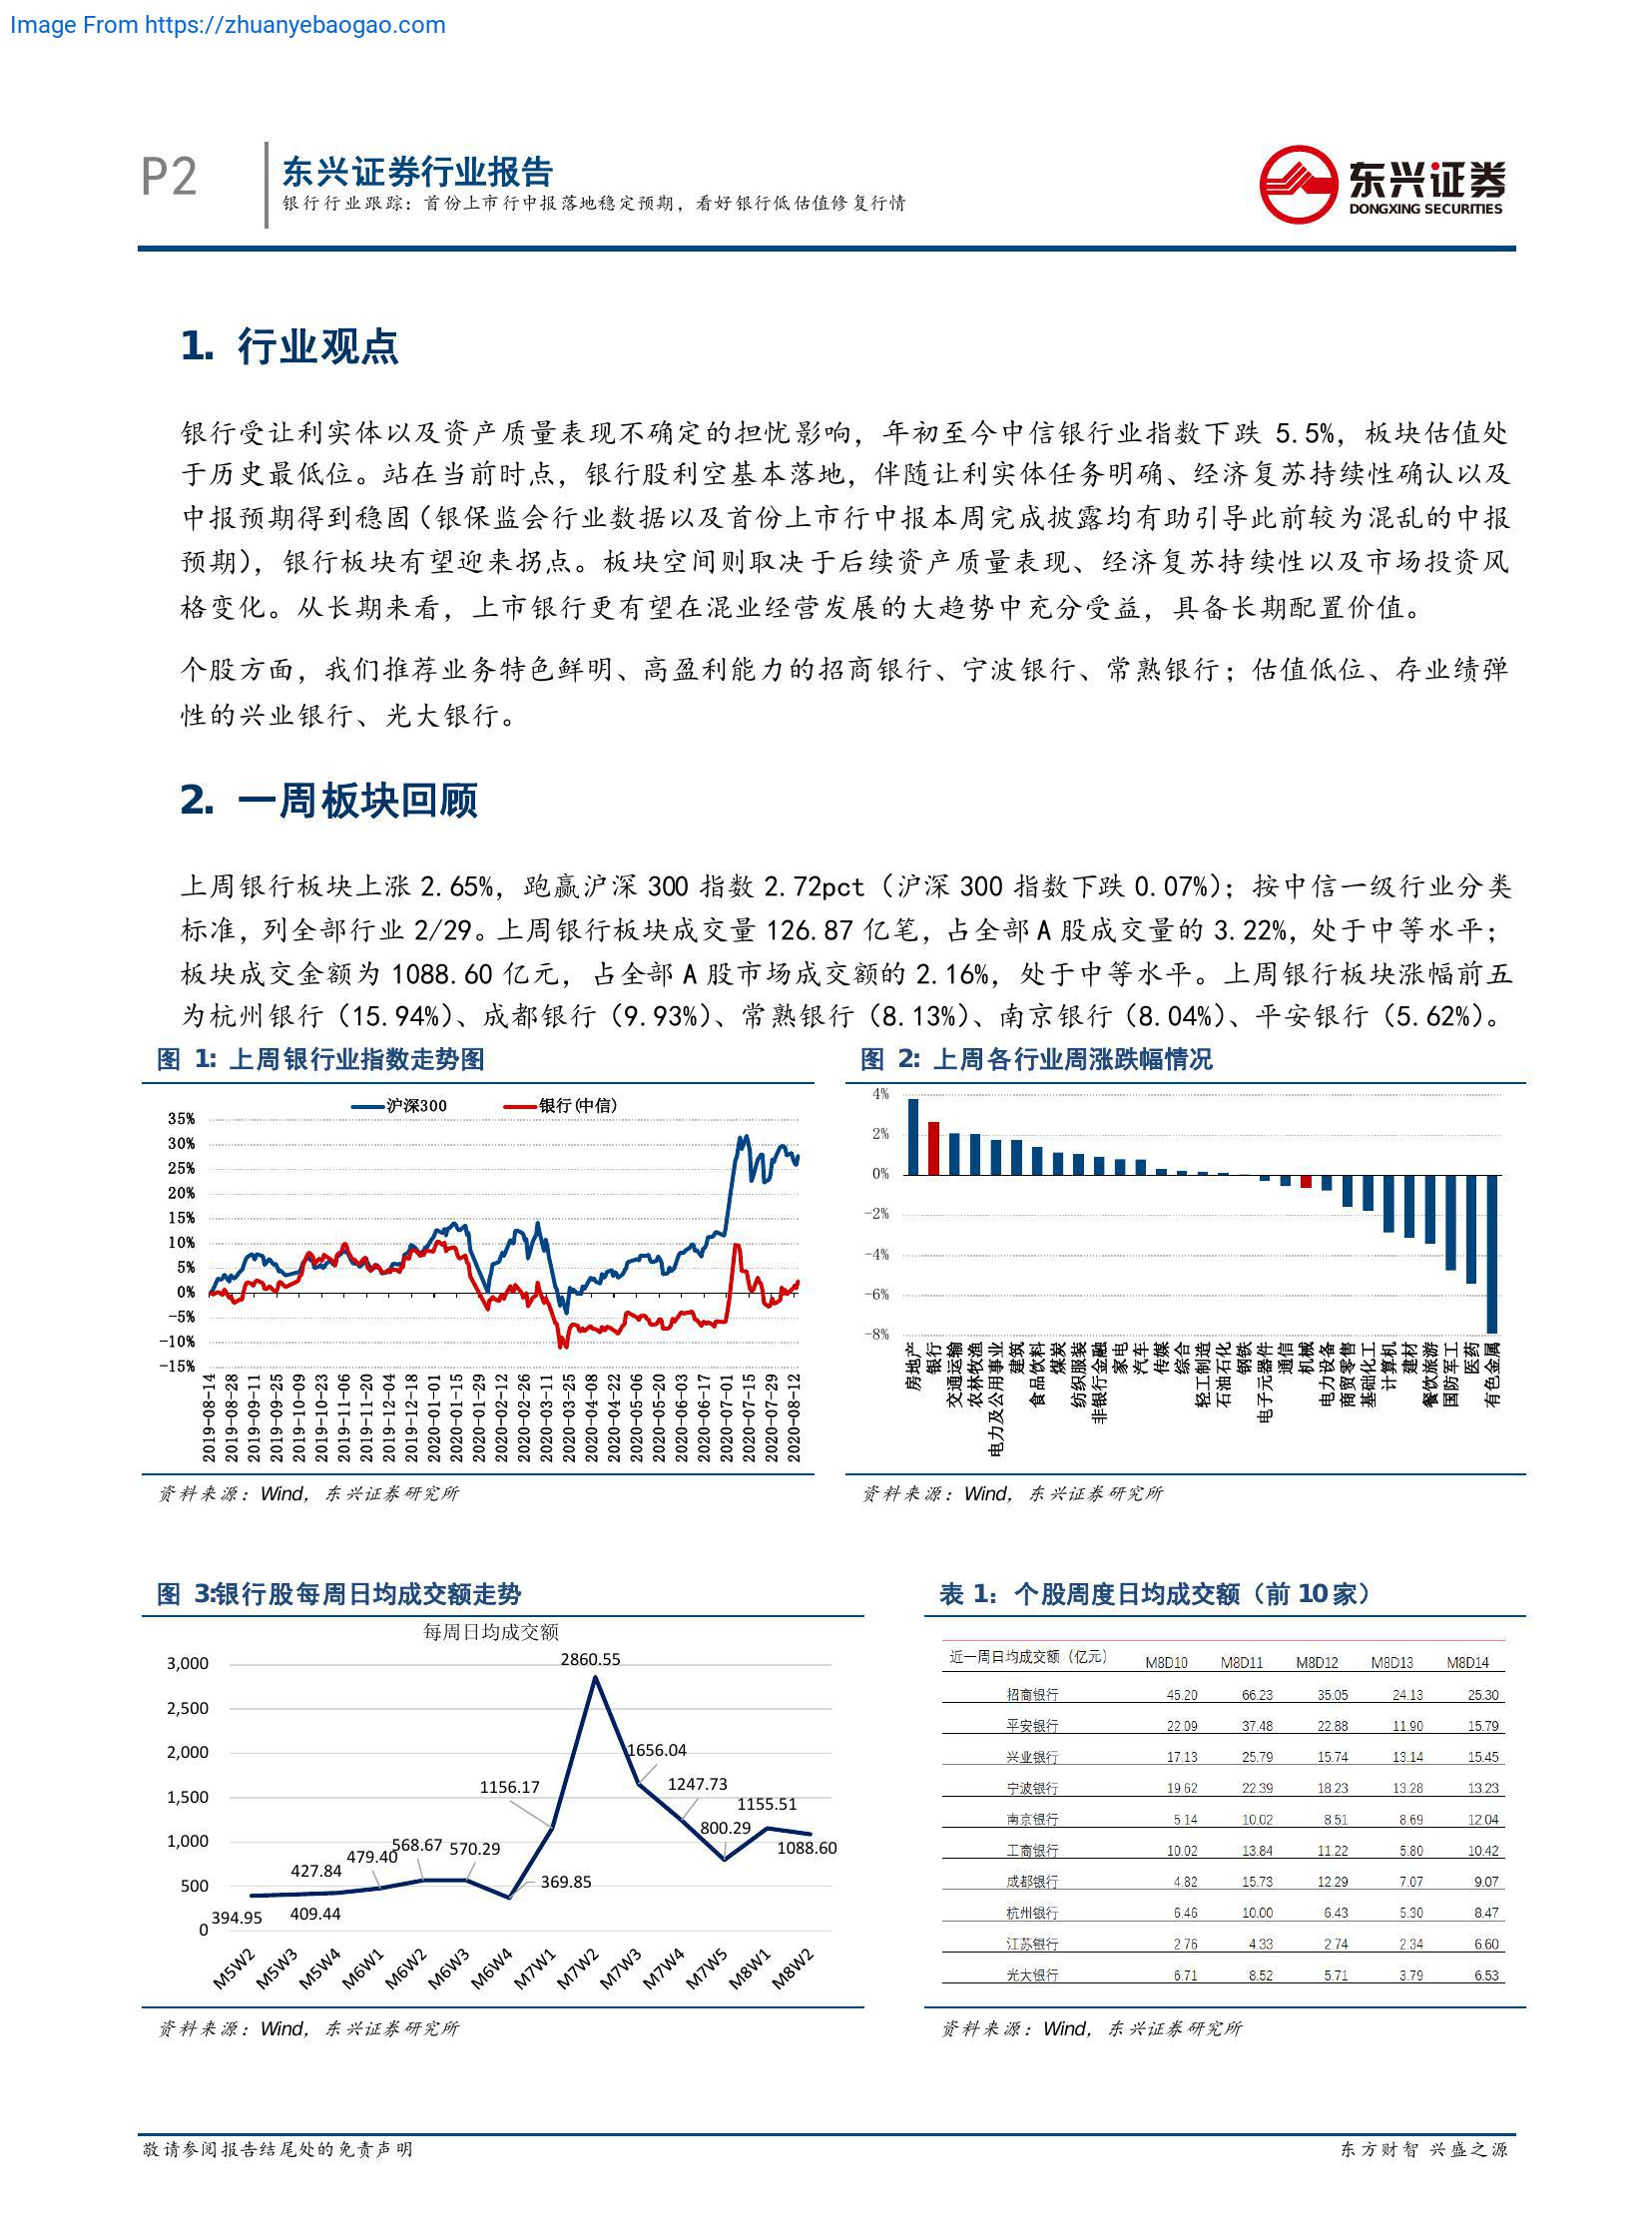 Image From https://zhuanyebaogao.com
P2
东兴证券行业报告
银行行业跟踪：首份上市行中报落地稳定预期，看好银行低估值修复行情
东兴证券
DONGXING SECURITIES
1. 行业观点
银行受让利实体以及资产质量表现不确定的担忧影响，年初至今中信银行业指数下跌 5.5%，板块估值处
于历史最低位。站在当前时点，银行股利空基本落地，伴随让利实体任务明确、经济复苏持续性确认以及
中报预期得到稳固（银保监会行业数据以及首份上市行中报本周完成披露均有助引导此前较为混乱的中报
预期），银行板块有望迎来拐点。板块空间则取决于后续资产质量表现、经济复苏持续性以及市场投资风
格变化。从长期来看，上市银行更有望在混业经营发展的大趋势中充分受益，具备长期配置价值。
个股方面，我们推荐业务特色鲜明、高盈利能力的招商银行、宁波银行、常熟银行；估值低位、存业绩弹
性的兴业银行、光大银行。
2. 一周板块回顾
上周银行板块上涨 2.65%，跑赢沪深 300 指数 2.72pct（沪深 300 指数下跌 0.07%）；按中信一级行业分类
标准，列全部行业 2/29。上周银行板块成交量 126.87 亿笔，占全部 A 股成交量的 3.22%，处于中等水平；
板块成交金额为 1088.60 亿元，占全部 A 股市场成交额的 2.16%，处于中等水平。上周银行板块涨幅前五
为杭州银行（15.94%）、成都银行（9.93%）、常熟银行（8.13%）、南京银行（8.04%）、平安银行（5.62%）。
图 1：上周银行业指数走势图
沪深300 银行(中信)
35%
30%
25%
20%
15%
10%
5%
0%
-5%
-10%
-15%
2019-08-14
2019-08-28
2019-09-11
2019-09-25
2019-10-09
2019-10-23
2019-11-06
2019-11-20
2019-12-04
2019-12-18
2020-01-01
2020-01-15
2020-01-29
2020-02-12
2020-02-26
2020-03-11
2020-03-25
2020-04-08
2020-04-22
2020-05-06
2020-05-20
2020-06-03
2020-06-17
2020-07-01
2020-07-15
2020-07-29
2020-08-12
资料来源：Wind，东兴证券研究所
图 2：上周各行业周涨跌幅情况
4%
2%
0%
-2%
-4%
-6%
-8%
房地产
银行
交通运输
农林牧渔
电力及公用事业
建筑
食品饮料
煤炭
纺织服装
非银行金融
家电
汽车
传媒
综合
轻工制造
石油石化
钢铁
电子元器件
通信
机械
电力设备
商贸零售
基础化工
计算机
建材
餐饮旅游
国防军工
医药
有色金属
资料来源：Wind，东兴证券研究所
图 3:银行股每周日均成交额走势
每周日均成交额
3,000
2,500
2,000
1,500
1,000
500
0
394.95
409.44
427.84
479.40
568.67
570.29
369.85
1156.17
2860.55
1656.04
1247.73
800.29
1155.51
1088.60
M5W2
M5W3
M5W4
M6W1
M6W2
M6W3
M6W4
M7W1
M7W2
M7W3
M7W4
M7W5
M8W1
M8W2
资料来源：Wind，东兴证券研究所
表 1：个股周度日均成交额（前 10 家）
近一周日均成交额（亿元） M8D10 M8D11 M8D12 M8D13 M8D14
招商银行 45.20 66.23 35.05 24.13 25.30
平安银行 22.09 37.48 22.88 11.90 15.79
兴业银行 17.13 25.79 15.74 13.14 15.45
宁波银行 19.62 22.39 18.23 13.28 13.23
南京银行 5.14 10.02 8.51 8.69 12.04
工商银行 10.02 13.84 11.22 5.80 10.42
成都银行 4.82 15.73 12.29 7.07 9.07
杭州银行 6.46 10.00 6.43 5.30 8.47
江苏银行 2.76 4.33 2.74 2.34 6.60
光大银行 6.71 8.52 5.71 3.79 6.53
资料来源：Wind，东兴证券研究所
敬请参阅报告结尾处的免责声明
东方财智 兴盛之源